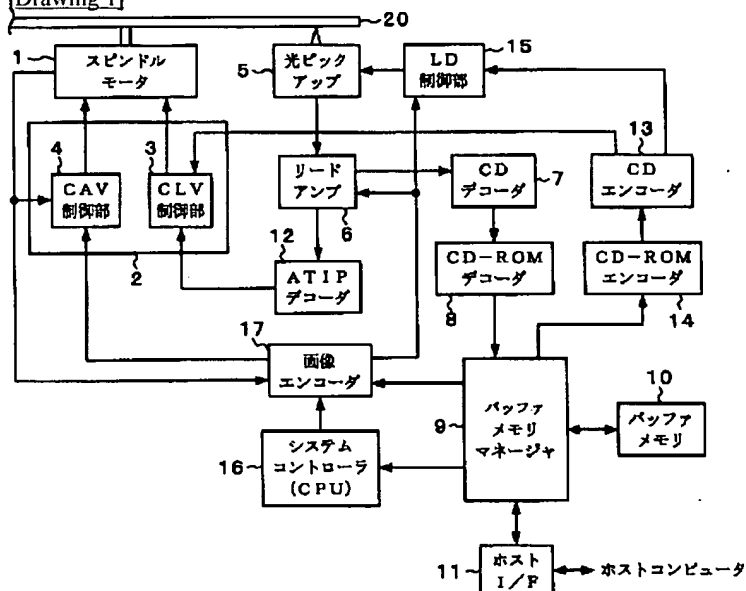 [Drawing 1]
20
1
スピンドル
モータ
5
光ピック
アップ
LD
制御部
15
4
CAV
制御部
3
CLV
制御部
2
リード
アンプ
6
12
ATIP
デコーダ
CD
デコーダ
7
CD-ROM
デコーダ
8
13
CD
エンコーダ
CD-ROM
エンコーダ
14
17
画像
エンコーダ
16
システム
コントローラ
(CPU)
9
バッファ
メモリ
マネージャ
10
バッファ
メモリ
11
ホスト
I/F
ホストコンピュータ